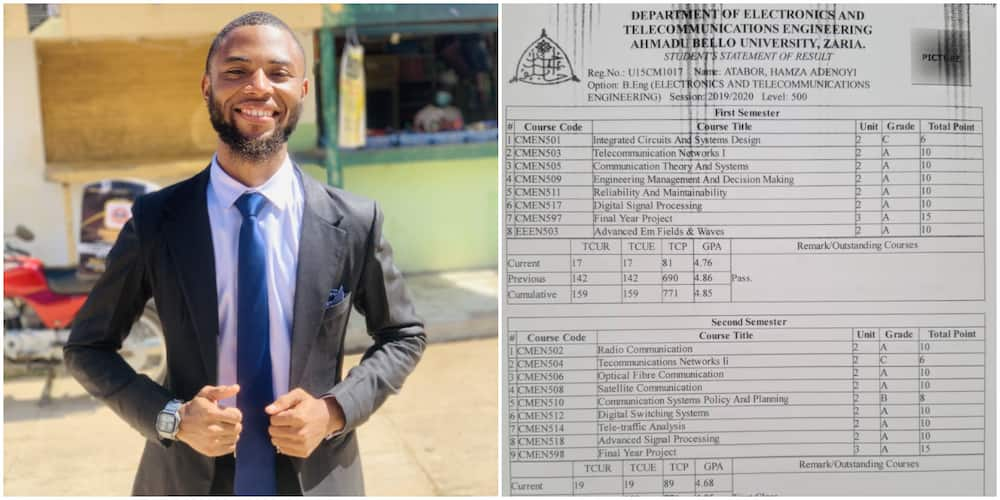 DEPARTMENT OF ELECTRONICS AND
TELECOMMUNICATIONS ENGINEERING
AHMADU BELLO UNIVERSITY, ZARIA.
STUDENT'S STATEMENT OF RESULT
PICTURE
Reg.No.: U15CM1017 Name: ATABOR, HAMZA ADENOYI
Option: B.Eng (ELECTRONICS AND TELECOMMUNICATIONS
ENGINEERING) Session: 2019/2020 Level: 500
First Semester
# Course Code Course Title Unit Grade Total Point
1 CMEN501 Integrated Circuits And Systems Design 2 C 6
2 CMEN503 Telecommunication Networks I 2 A 10
3 CMEN505 Communication Theory And Systems 2 A 10
4 CMEN509 Engineering Management And Decision Making 2 A 10
5 CMEN511 Reliability And Maintainability 2 A 10
6 CMEN517 Digital Signal Processing 2 A 10
7 CMEN597 Final Year Project 3 A 15
8 EEEN503 Advanced Em Fields & Waves 2 A 10
TCUR TCUE TCP GPA Remark/Outstanding Courses
Current 17 17 81 4.76
Previous 142 142 690 4.86 Pass.
Cumulative 159 159 771 4.85
Second Semester
# Course Code Course Title Unit Grade Total Point
1 CMEN502 Radio Communication 2 A 10
2 CMEN504 Tecommunications Networks Ii 2 C 6
3 CMEN506 Optical Fibre Communication 2 A 10
4 CMEN508 Satellite Communication 2 A 10
5 CMEN510 Communication Systems Policy And Planning 2 B 8
6 CMEN512 Digital Switching Systems 2 A 10
7 CMEN514 Tele-traffic Analysis 2 A 10
8 CMEN518 Advanced Signal Processing 2 A 10
9 CMEN598 Final Year Project 3 A 15
TCUR TCUE TCP GPA Remark/Outstanding Courses
Current 19 19 89 4.68